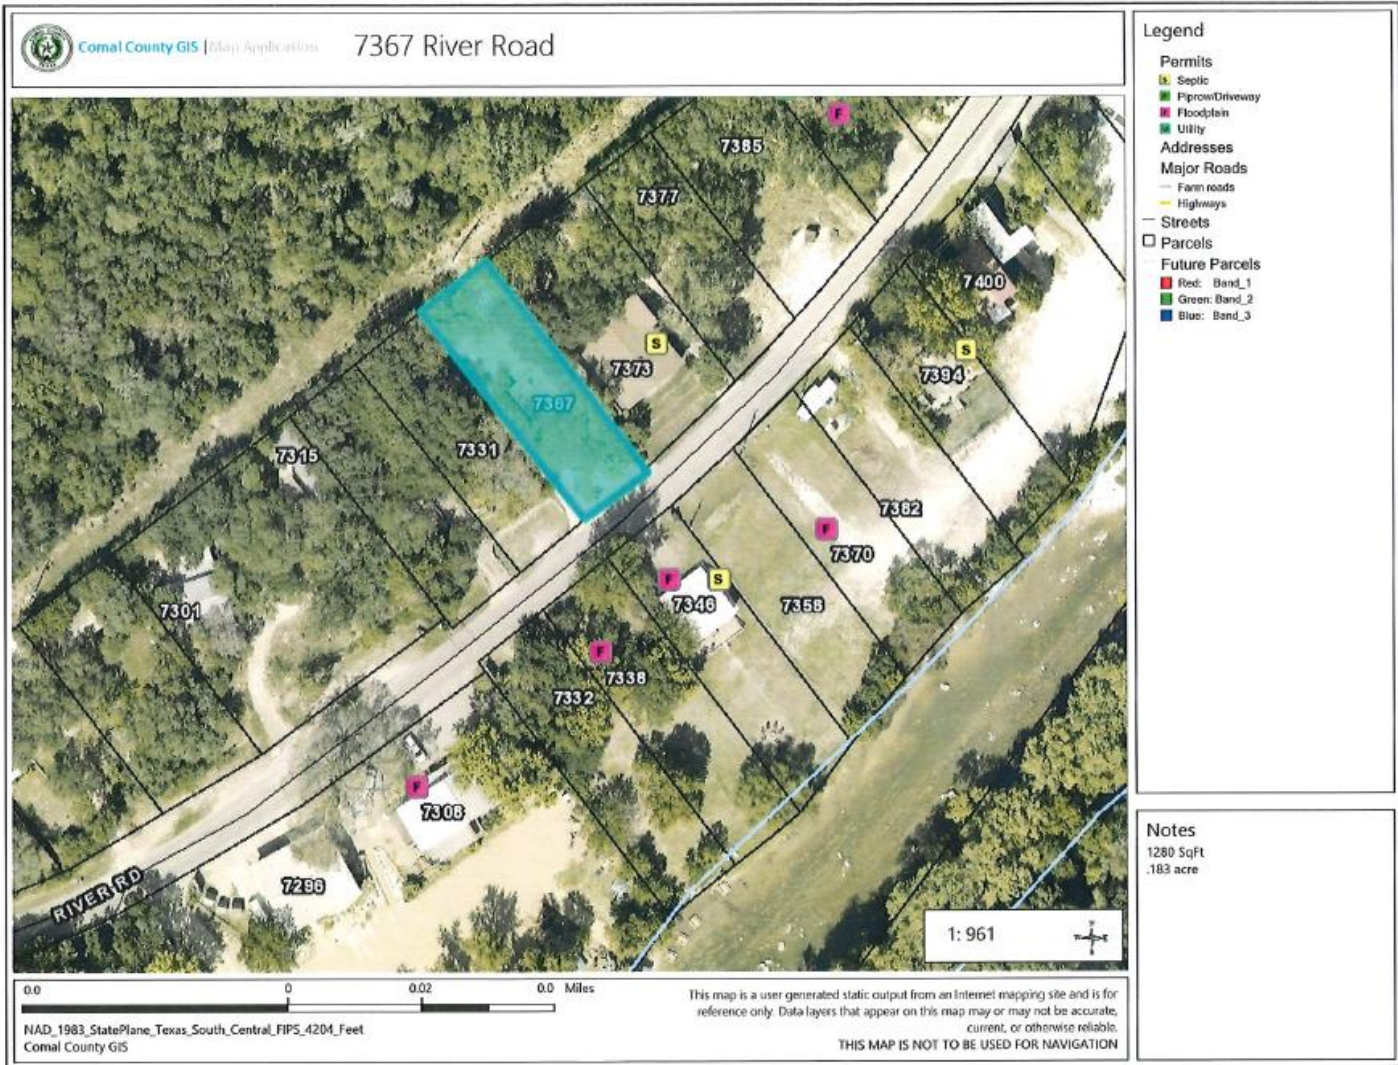 Comal County GIS | Map Application
7367 River Road
Legend
Permits
S Septic
Piprow/Driveway
F Floodplain
Utility
Addresses
Major Roads
Farm roads
Highways
Streets
Parcels
Future Parcels
Red: Band_1
Green: Band_2
Blue: Band_3
F
7385
7377
7400
S
7373
S
7394
7367
7331
7315
7382
F
7370
F
S
7346
7358
7301
F
7338
7332
F
7308
7296
RIVER RD
1: 961
Notes
1280 SqFt
.183 acre
0.0
0
0.02
0.0 Miles
NAD_1983_StatePlane_Texas_South_Central_FIPS_4204_Feet
Comal County GIS
This map is a user generated static output from an Internet mapping site and is for
reference only. Data layers that appear on this map may or may not be accurate,
current, or otherwise reliable.
THIS MAP IS NOT TO BE USED FOR NAVIGATION